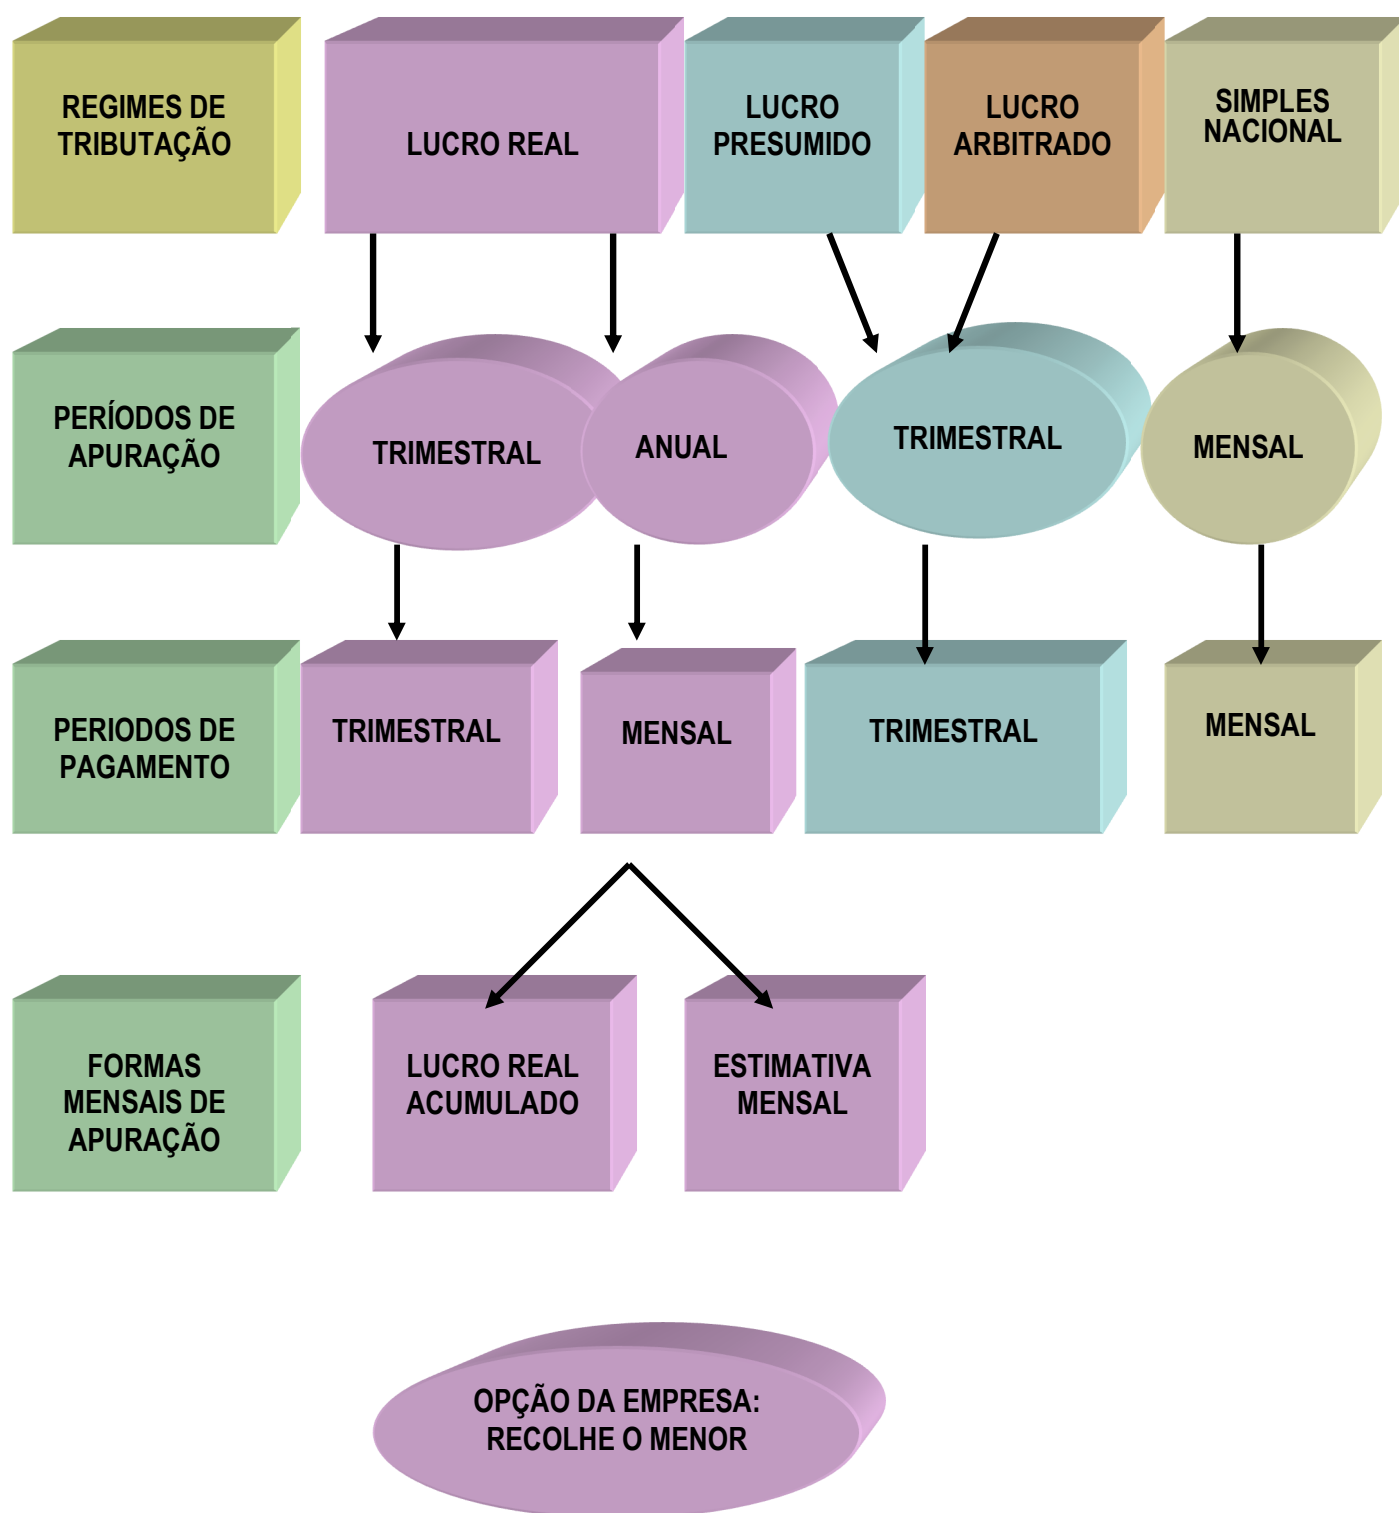 REGIMES DE
TRIBUTAÇÃO
LUCRO REAL
LUCRO
PRESUMIDO
LUCRO
ARBITRADO
SIMPLES
NACIONAL
PERÍODOS DE
APURAÇÃO
TRIMESTRAL
ANUAL
TRIMESTRAL
MENSAL
PERIODOS DE
PAGAMENTO
TRIMESTRAL
MENSAL
TRIMESTRAL
MENSAL
FORMAS
MENSAIS DE
APURAÇÃO
LUCRO REAL
ACUMULADO
ESTIMATIVA
MENSAL
OPÇÃO DA EMPRESA:
RECOLHE O MENOR